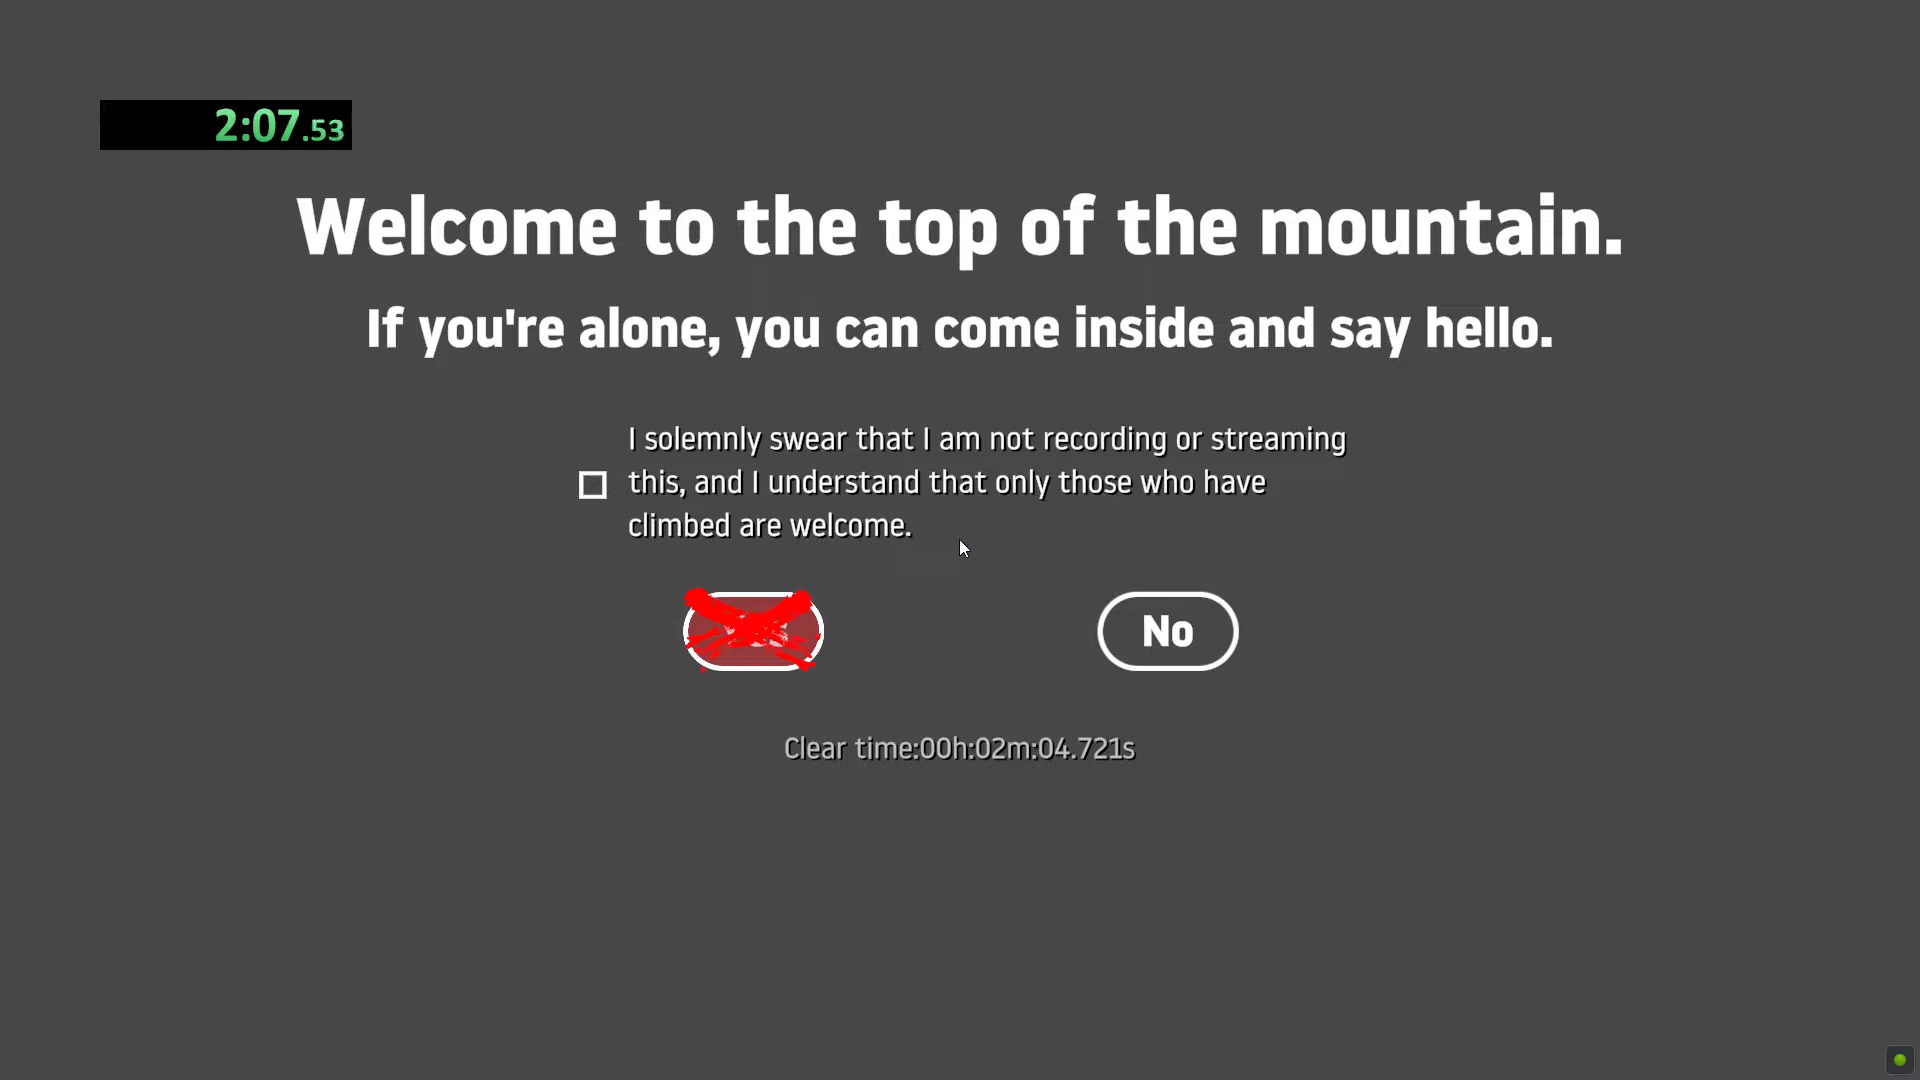 2:07.53
Welcome to the top of the mountain.
If you're alone, you can come inside and say hello.
I solemnly swear that I am not recording or streaming
this, and I understand that only those who have
climbed are welcome.
No
Clear time:00h:02m:04.721s